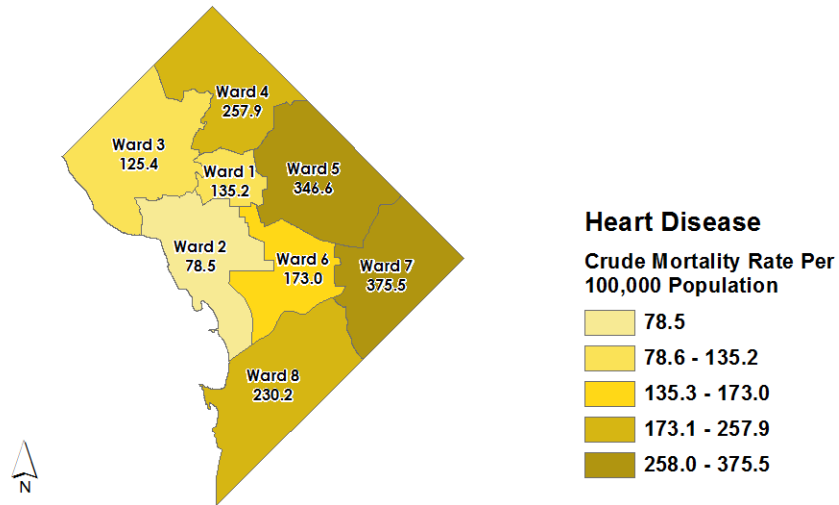 Ward 4
257.9
Ward 3
125.4
Ward 1
135.2
Ward 5
346.6
Ward 2
78.5
Ward 6
173.0
Ward 7
375.5
Ward 8
230.2
N
Heart Disease
Crude Mortality Rate Per
100,000 Population
78.5
78.6 - 135.2
135.3 - 173.0
173.1 - 257.9
258.0 - 375.5